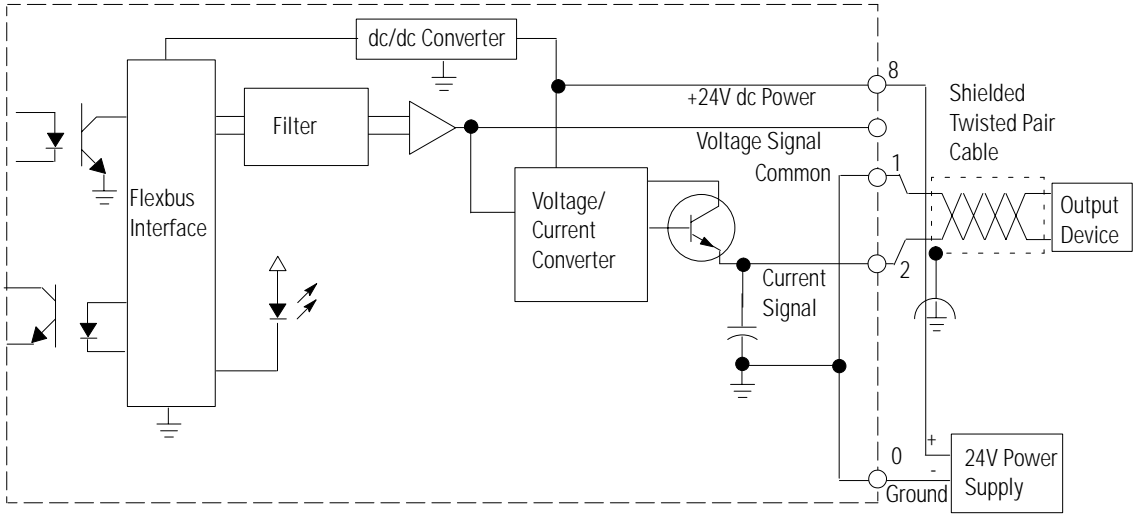 dc/dc Converter
8
+24V dc Power
Shielded
Twisted Pair
Cable
Filter
Voltage Signal
Common
1
Flexbus
Interface
Voltage/
Current
Converter
Output
Device
2
Current
Signal
0
+
-
Ground
24V Power
Supply